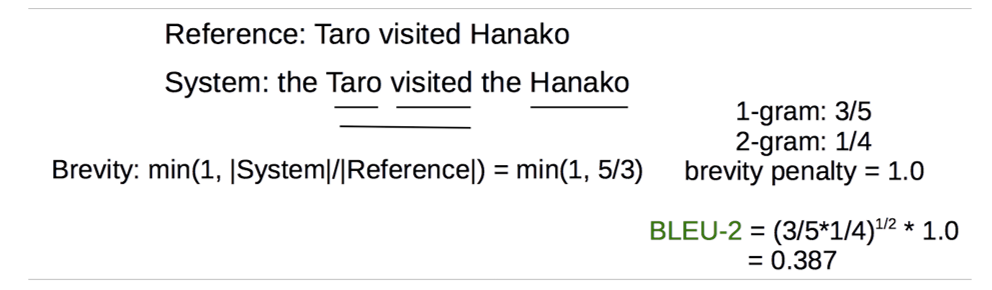 Reference: Taro visited Hanako
System: the Taro visited the Hanako
1-gram: 3/5
2-gram: 1/4
Brevity: min(1, |System|/|Reference|) = min(1, 5/3)
brevity penalty = 1.0
BLEU-2 = (3/5*1/4)^1/2 * 1.0
= 0.387